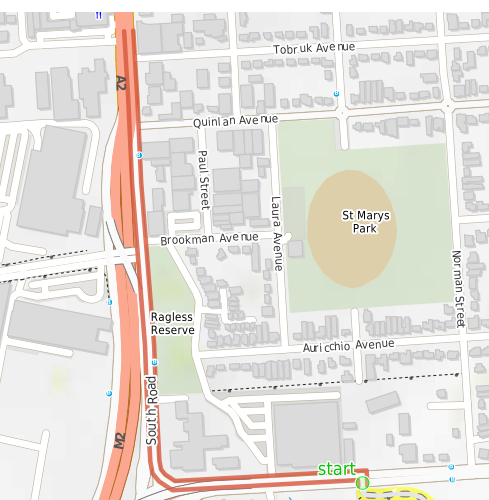 Tobruk Avenue
A2
Quinlan Avenue
Paul Street
Laura Avenue
St Marys
Park
Brookman Avenue
Norman Street
Ragless
Reserve
Auricchio Avenue
South Road
M2
start